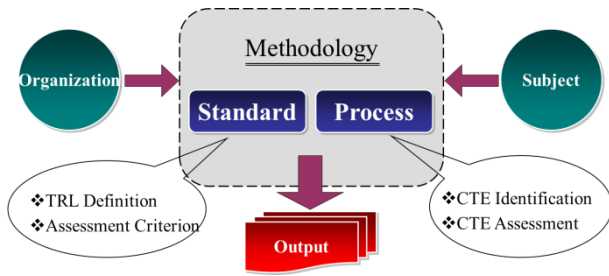 Methodology
Organization
Subject
Standard
Process
❖TRL Definition
❖Assessment Criterion
❖CTE Identification
❖CTE Assessment
Output